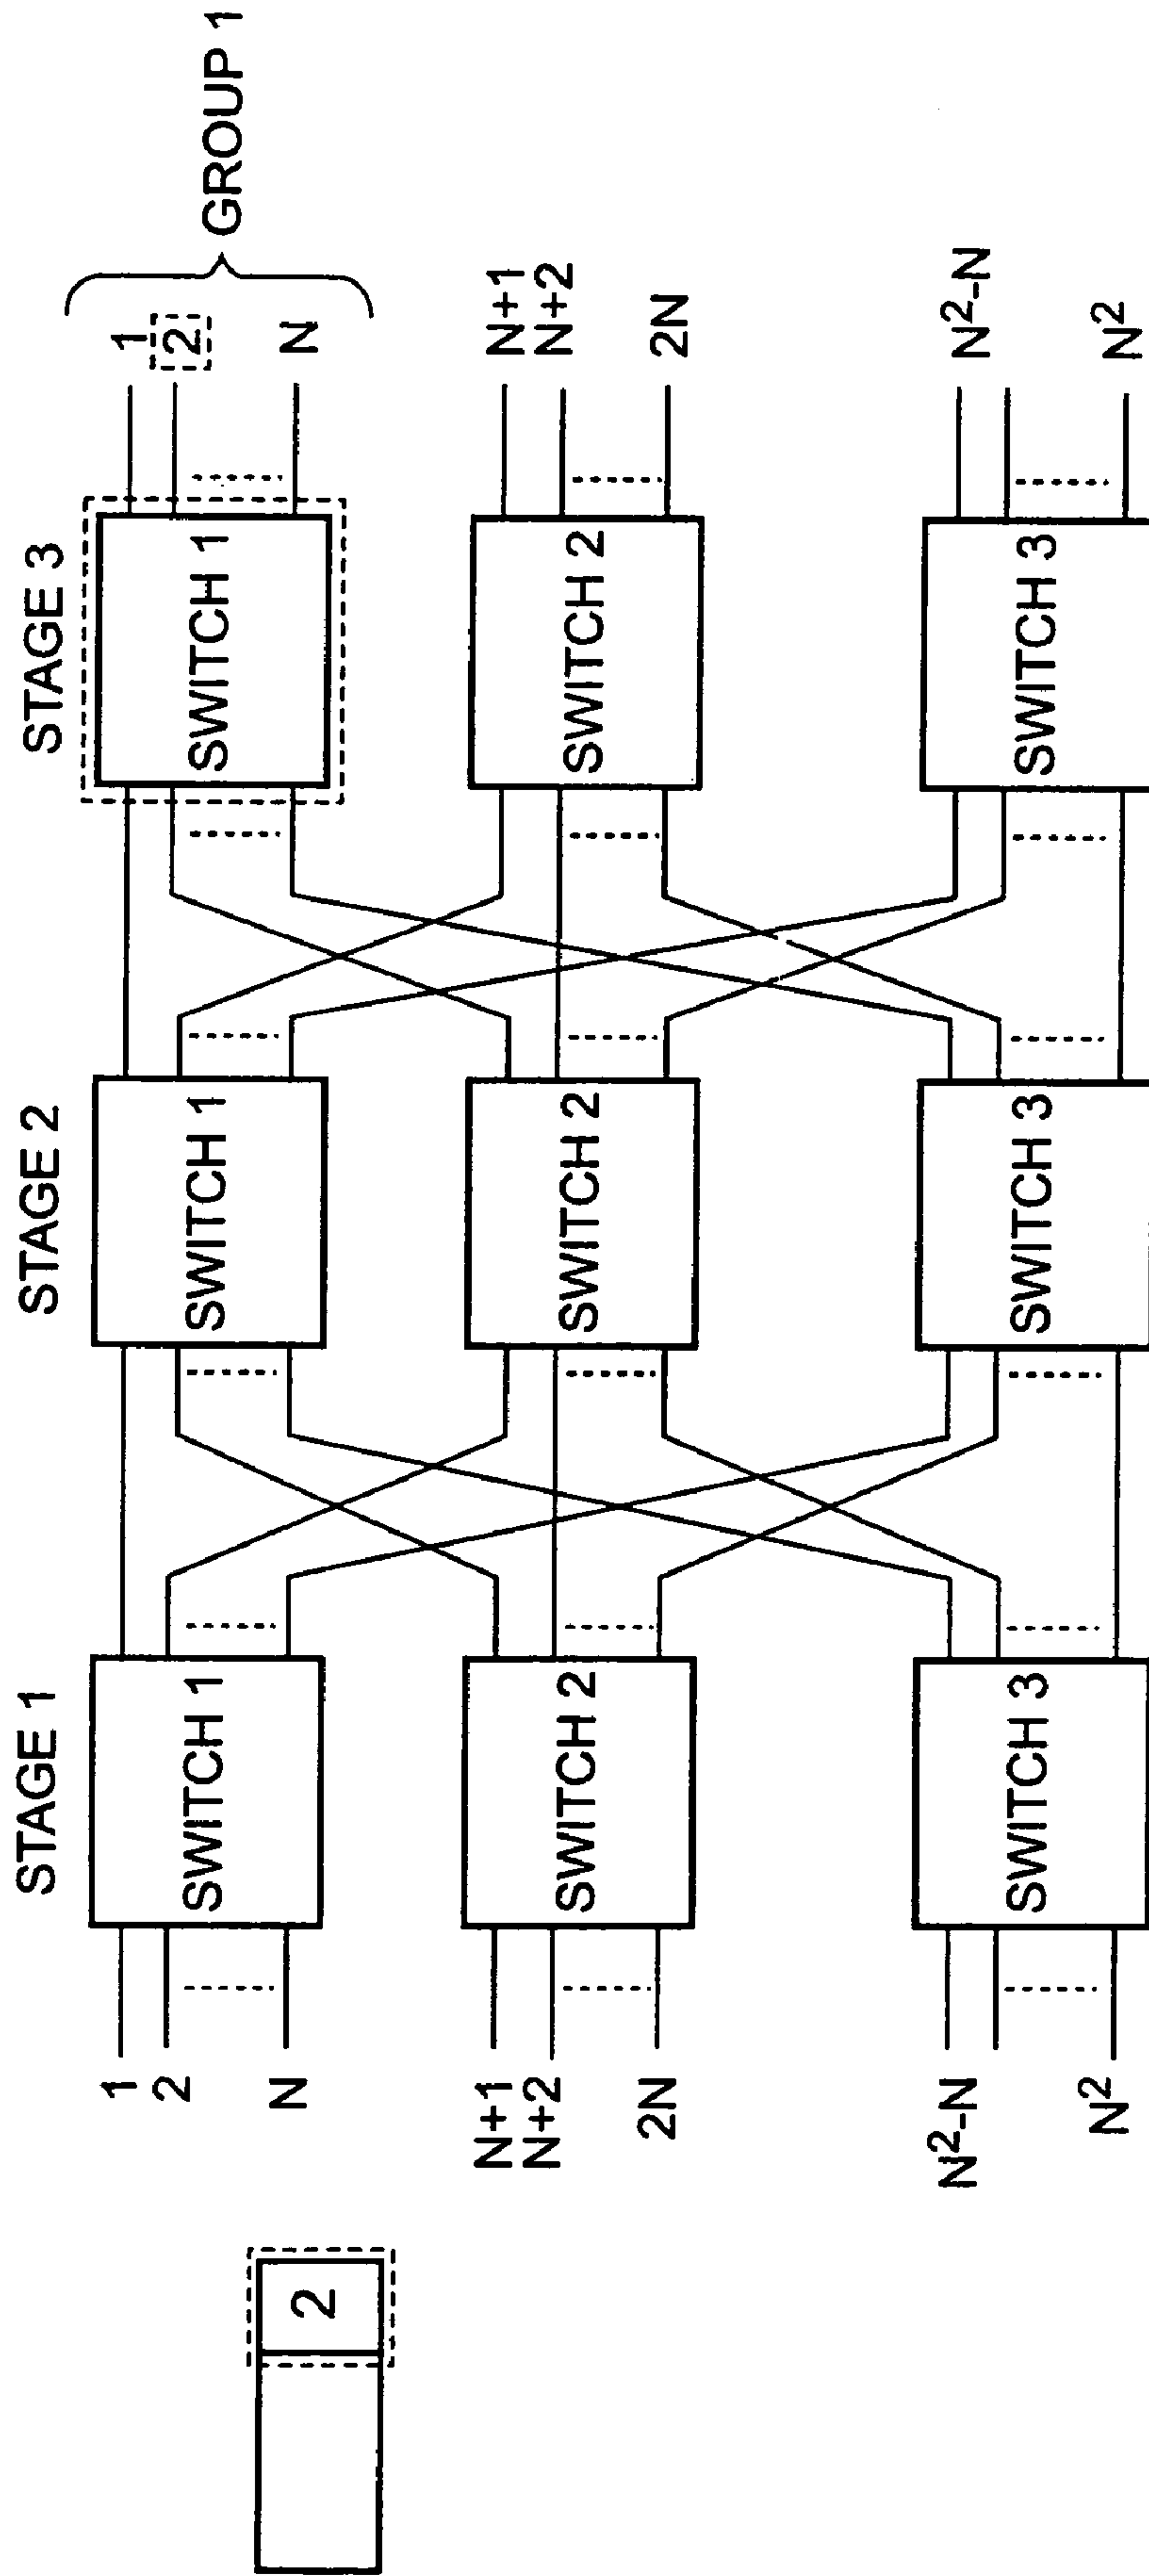 STAGE 1
STAGE 2
STAGE 3
1
2
N
SWITCH 1
SWITCH 1
SWITCH 1
1
2
N
GROUP 1
N+1
N+2
2N
SWITCH 2
SWITCH 2
SWITCH 2
N+1
N+2
2N
N²-N
N²
SWITCH 3
SWITCH 3
SWITCH 3
N²-N
N²
2